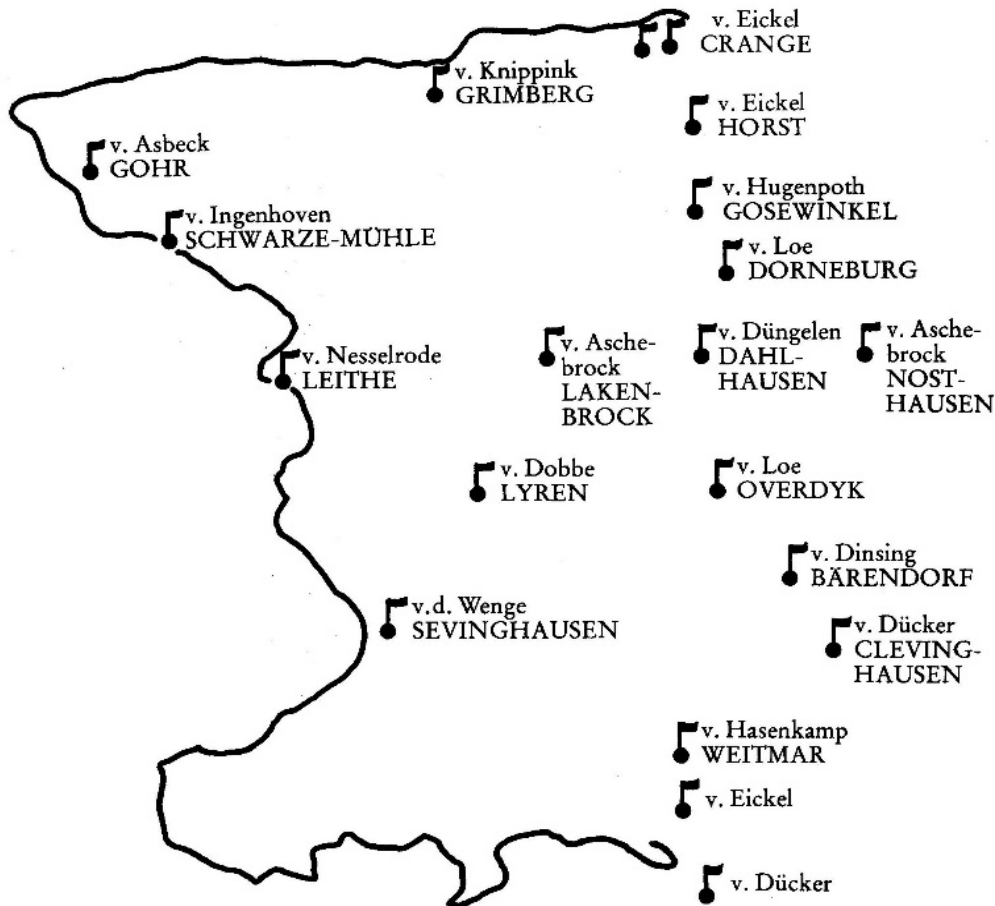 v. Eickel
CRANGE
v. Knippink
GRIMBERG
v. Eickel
HORST
v. Asbeck
GOHR
v. Hugenpoth
GOSEWINKEL
v. Ingenhoven
SCHWARZE-MÜHLE
v. Loe
DORNEBURG
v. Nesselrode
LEITHE
v. Asche-
brock
LAKEN-
BROCK
v. Düngelen
DAHL-
HAUSEN
v. Asche-
brock
NOST-
HAUSEN
v. Dobbe
LYREN
v. Loe
OVERDYK
v. Dinsing
BÄRENDORF
v.d. Wenge
SEVINGHAUSEN
v. Dücker
CLEVING-
HAUSEN
v. Hasenkamp
WEITMAR
v. Eickel
v. Dücker